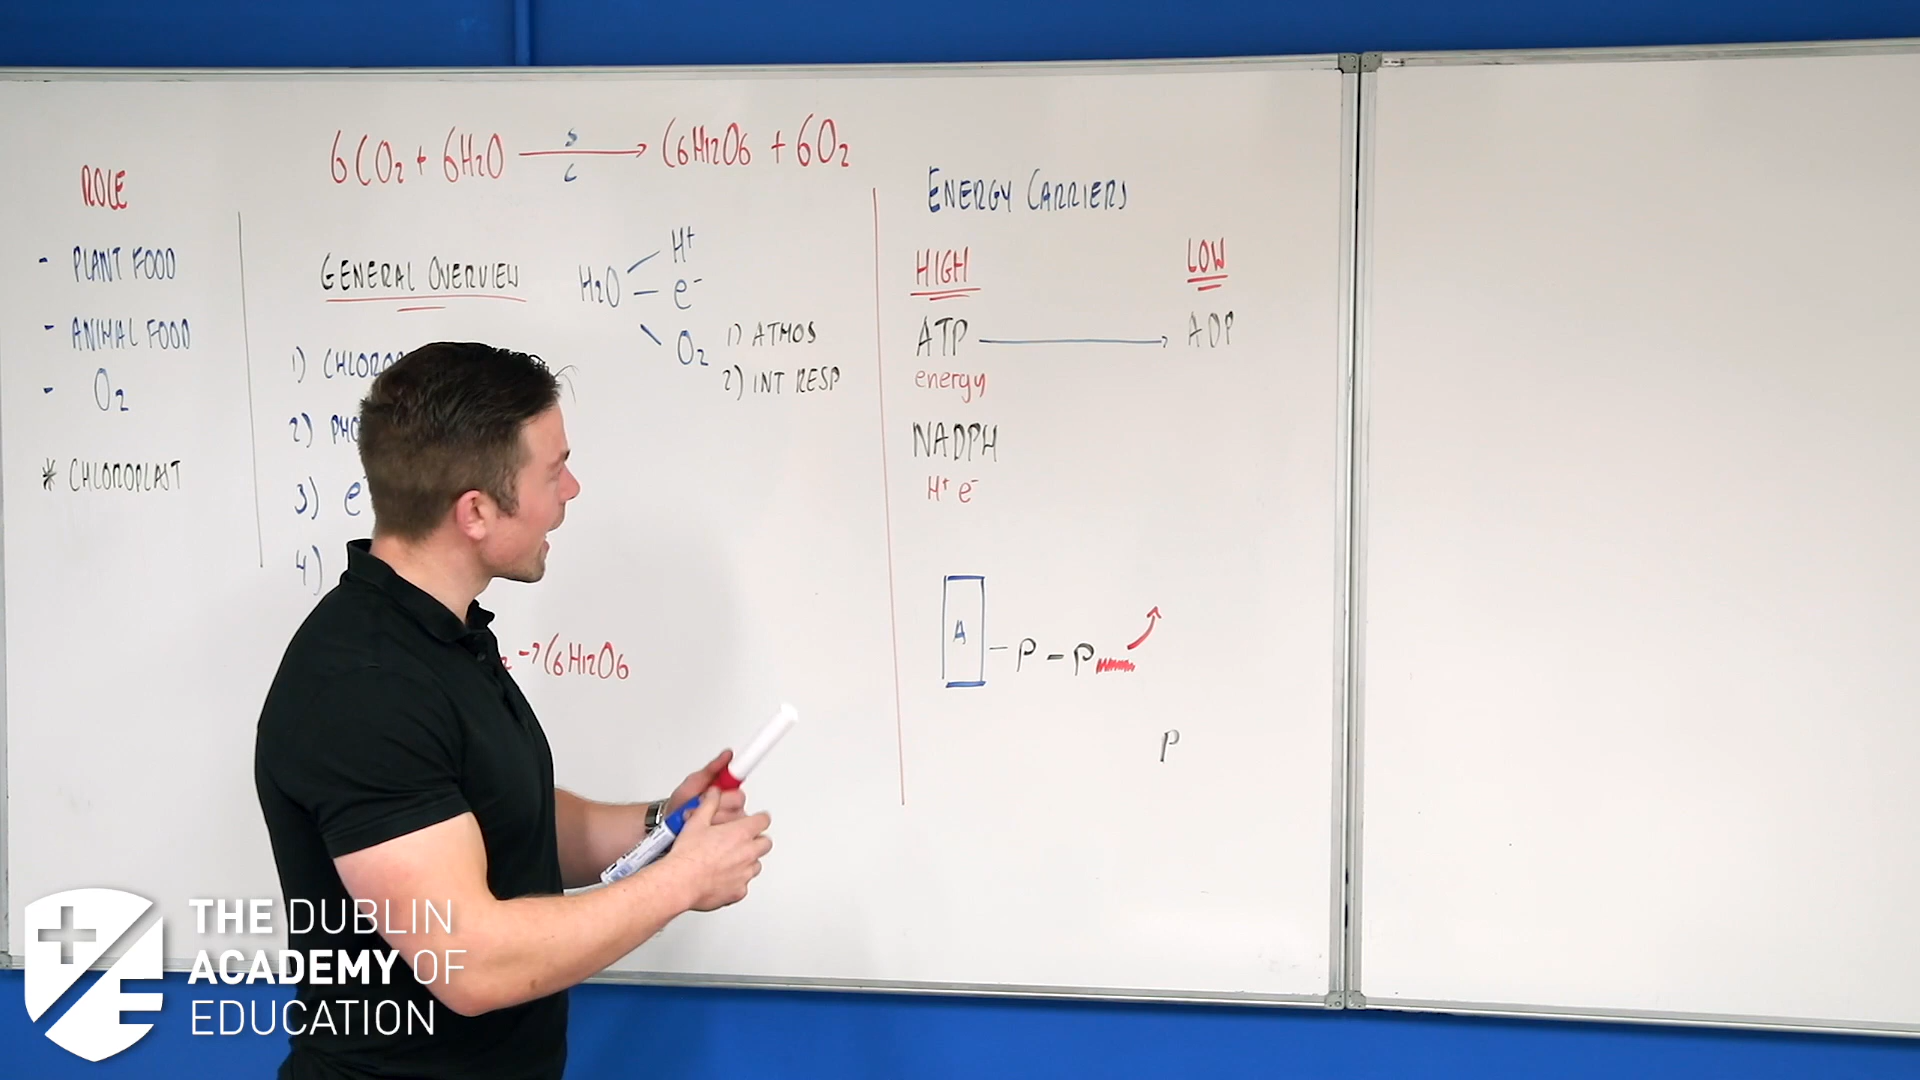 6CO2 + 6H2O S C → C6H12O6 + 6O2
ROLE
- PLANT FOOD
- ANIMAL FOOD
- O2
* CHLOROPLAST
GENERAL OVERVIEW
1) CHLORO
2) PHO
3) e
4)
→ C6H12O6
H2O
H+
e-
O2
1) ATMOS
2) INT RESP
ENERGY CARRIERS
HIGH LOW
ATP → ADP
energy
NADPH
H+ e-
A - P - P
P
THE DUBLIN
ACADEMY OF
EDUCATION